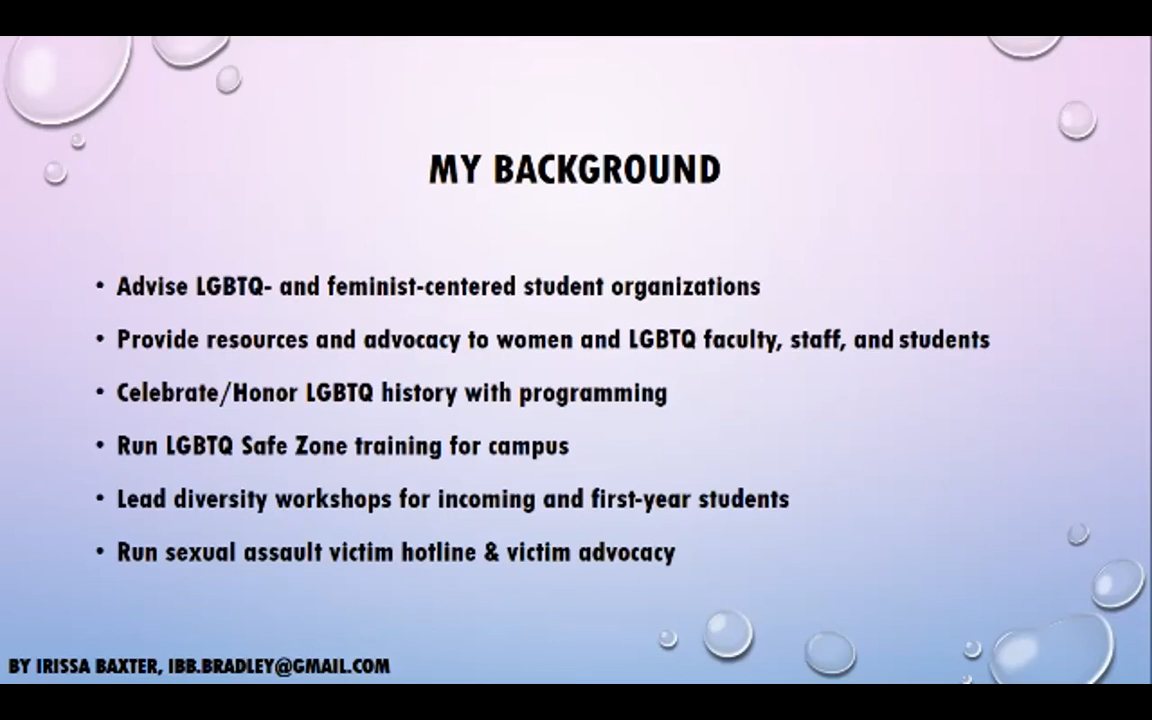 MY BACKGROUND
• Advise LGBTQ- and feminist-centered student organizations
• Provide resources and advocacy to women and LGBTQ faculty, staff, and students
• Celebrate/Honor LGBTQ history with programming
• Run LGBTQ Safe Zone training for campus
• Lead diversity workshops for incoming and first-year students
• Run sexual assault victim hotline & victim advocacy
BY IRISSA BAXTER, IBB.BRADLEY@GMAIL.COM